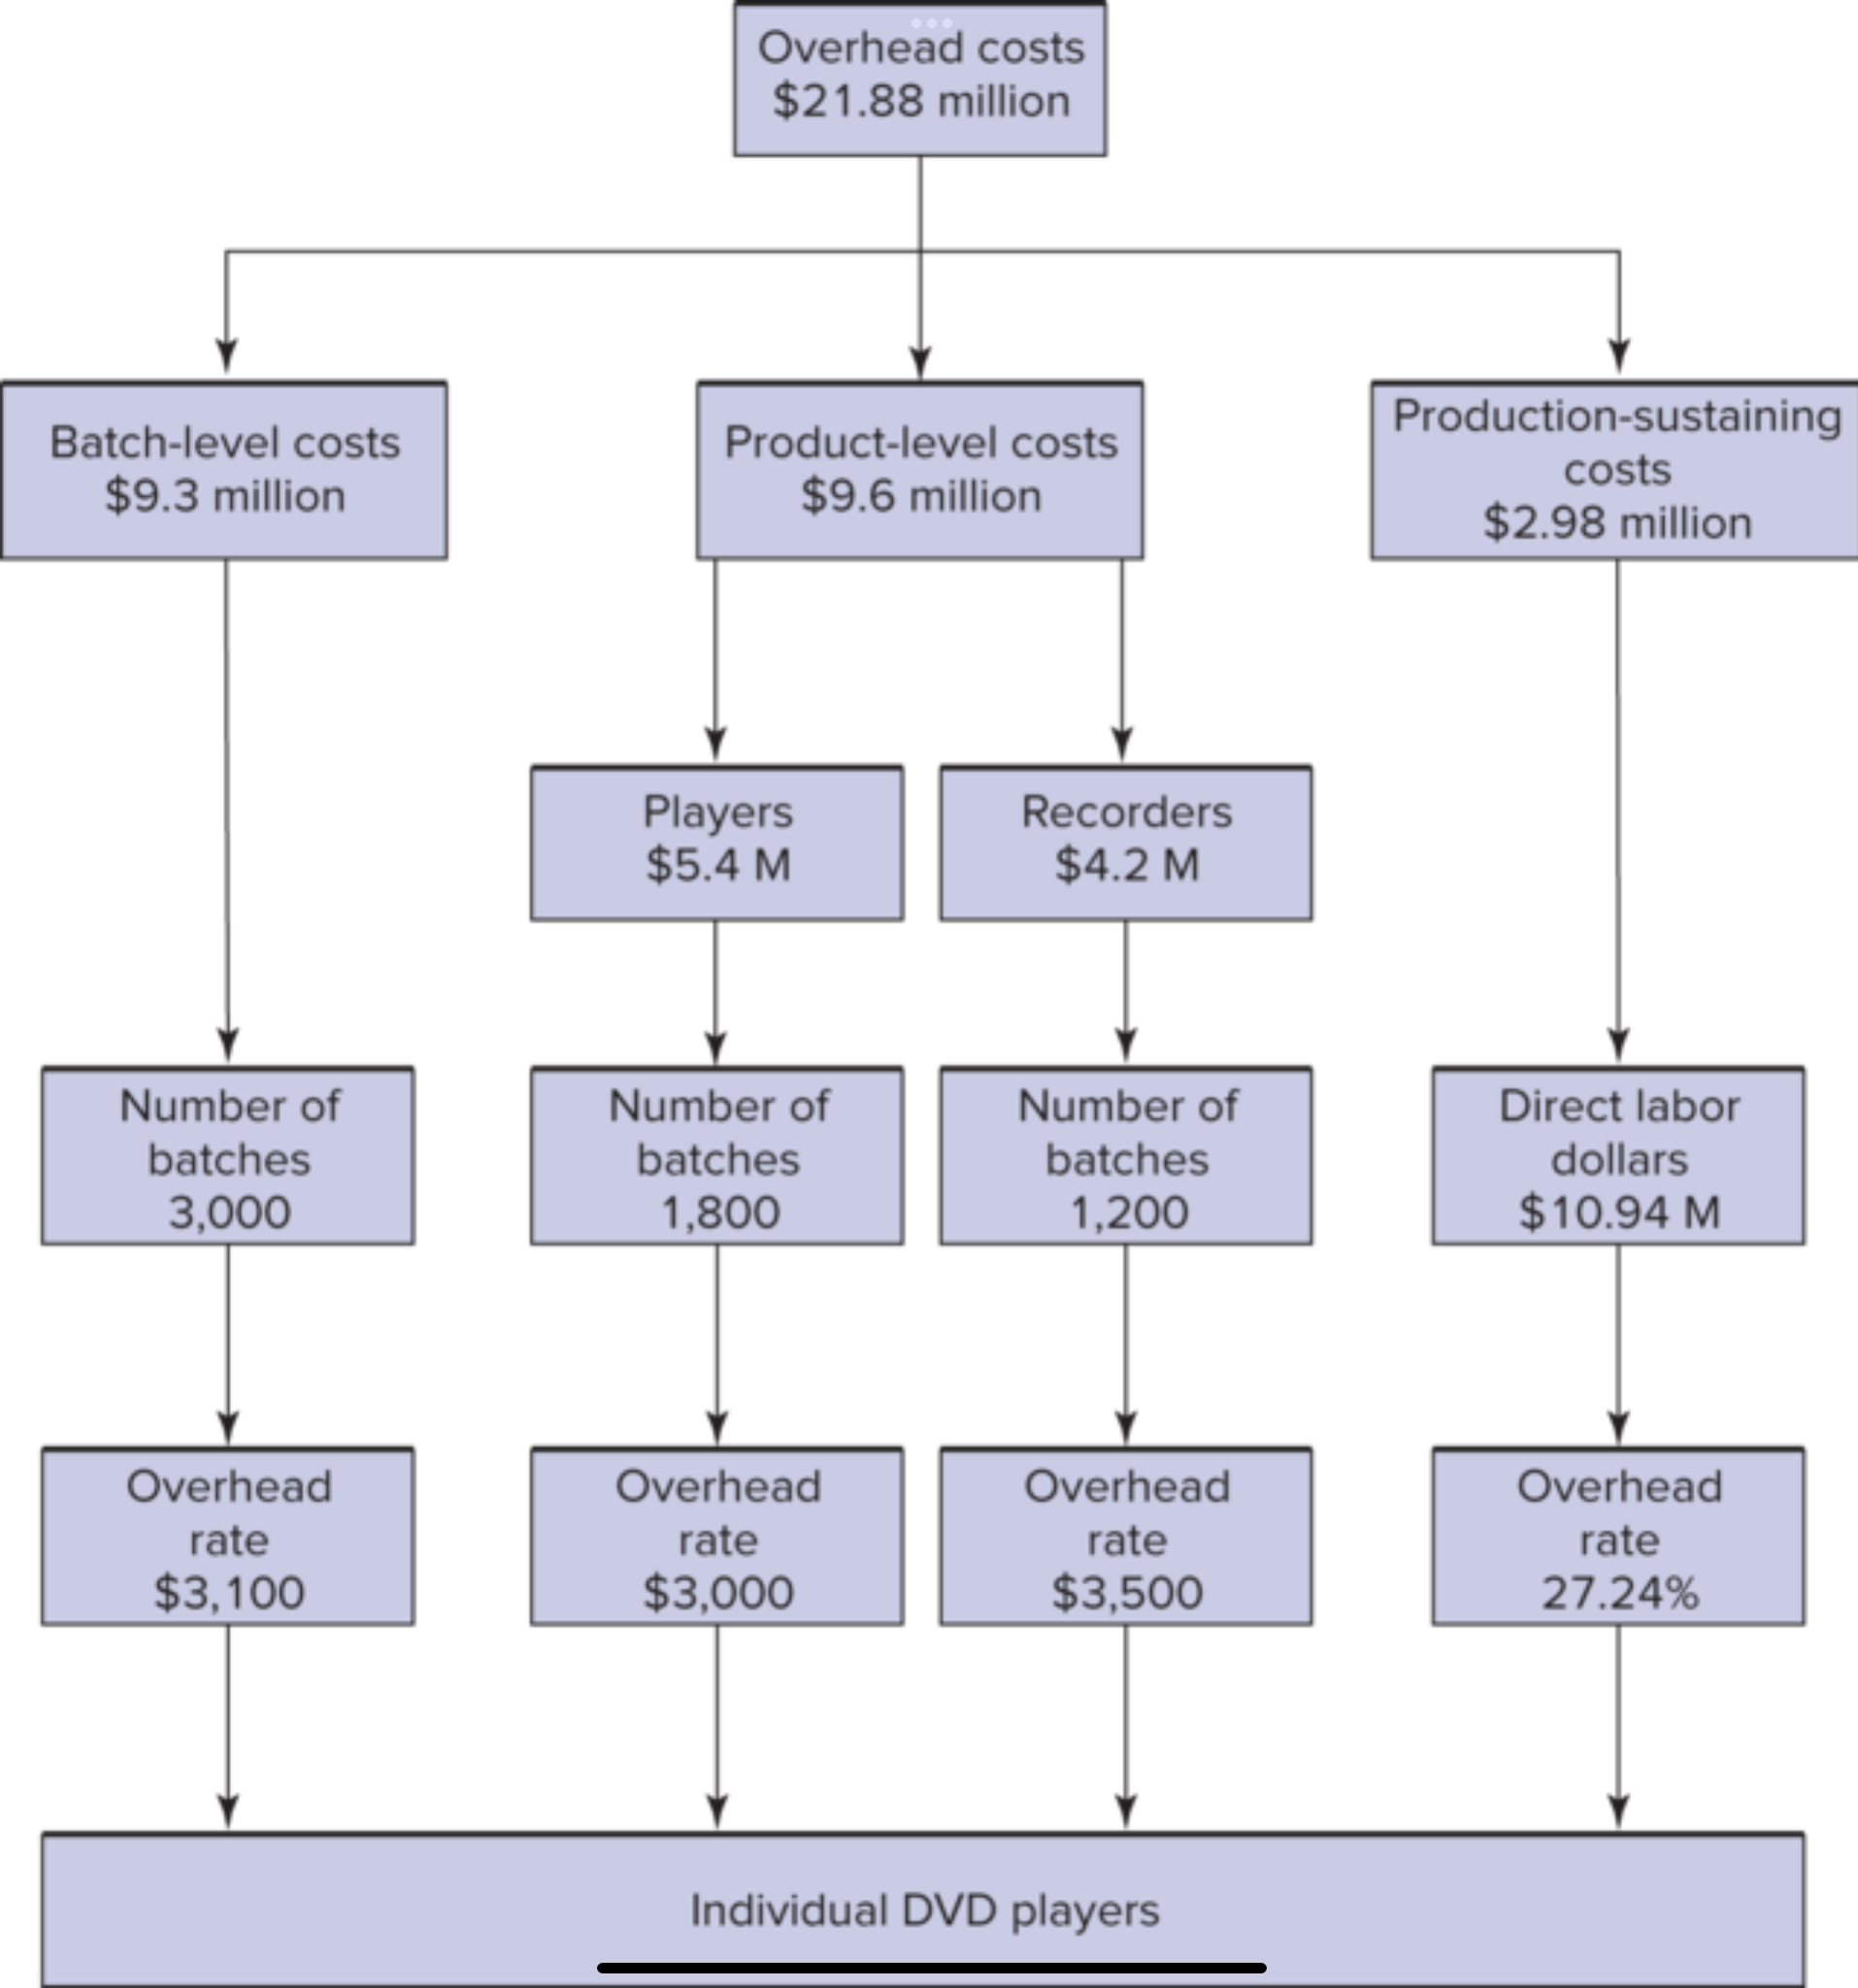 Overhead costs
$21.88 million
Batch-level costs
$9.3 million
Product-level costs
$9.6 million
Production-sustaining
costs
$2.98 million
Players
$5.4 M
Recorders
$4.2 M
Number of
batches
3,000
Number of
batches
1,800
Number of
batches
1,200
Direct labor
dollars
$10.94 M
Overhead
rate
$3,100
Overhead
rate
$3,000
Overhead
rate
$3,500
Overhead
rate
27.24%
Individual DVD players